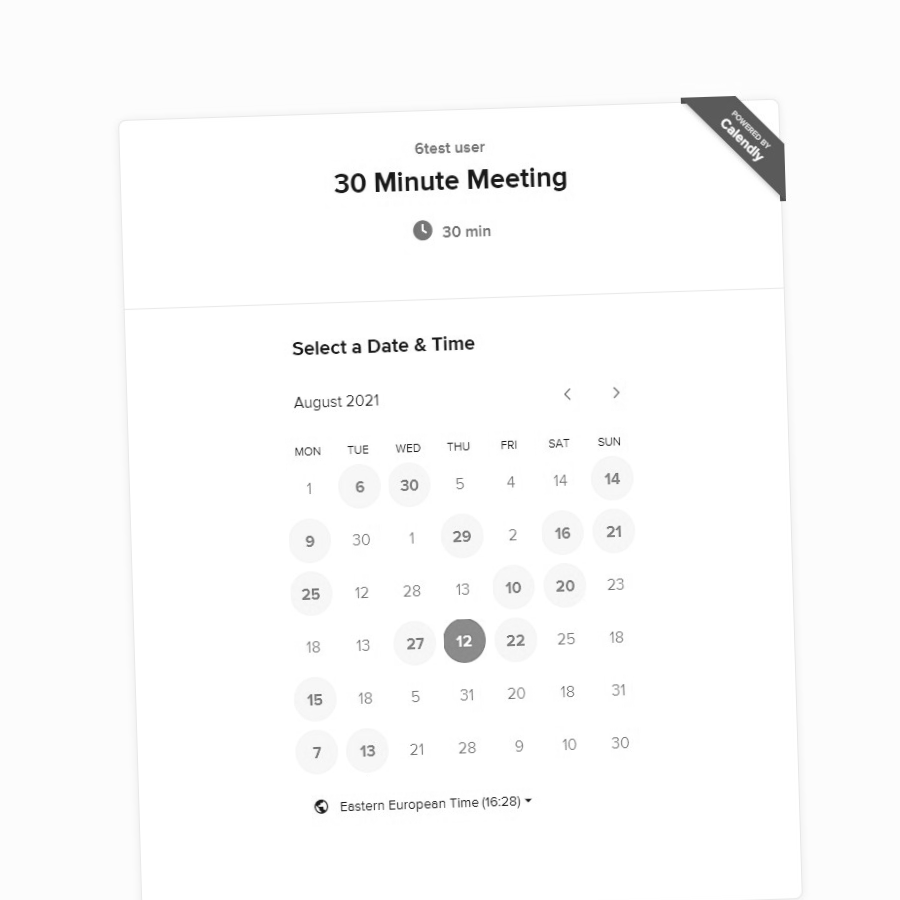 POWERED BY
Calendly
6test user
30 Minute Meeting
30 min
Select a Date & Time
August 2021
MON TUE WED THU FRI SAT SUN
1 6 30 5 4 14 14
9 30 1 29 2 16 21
25 12 28 13 10 20 23
18 13 27 12 22 25 18
15 18 5 31 20 18 31
7 13 21 28 9 10 30
Eastern European Time (16:28)